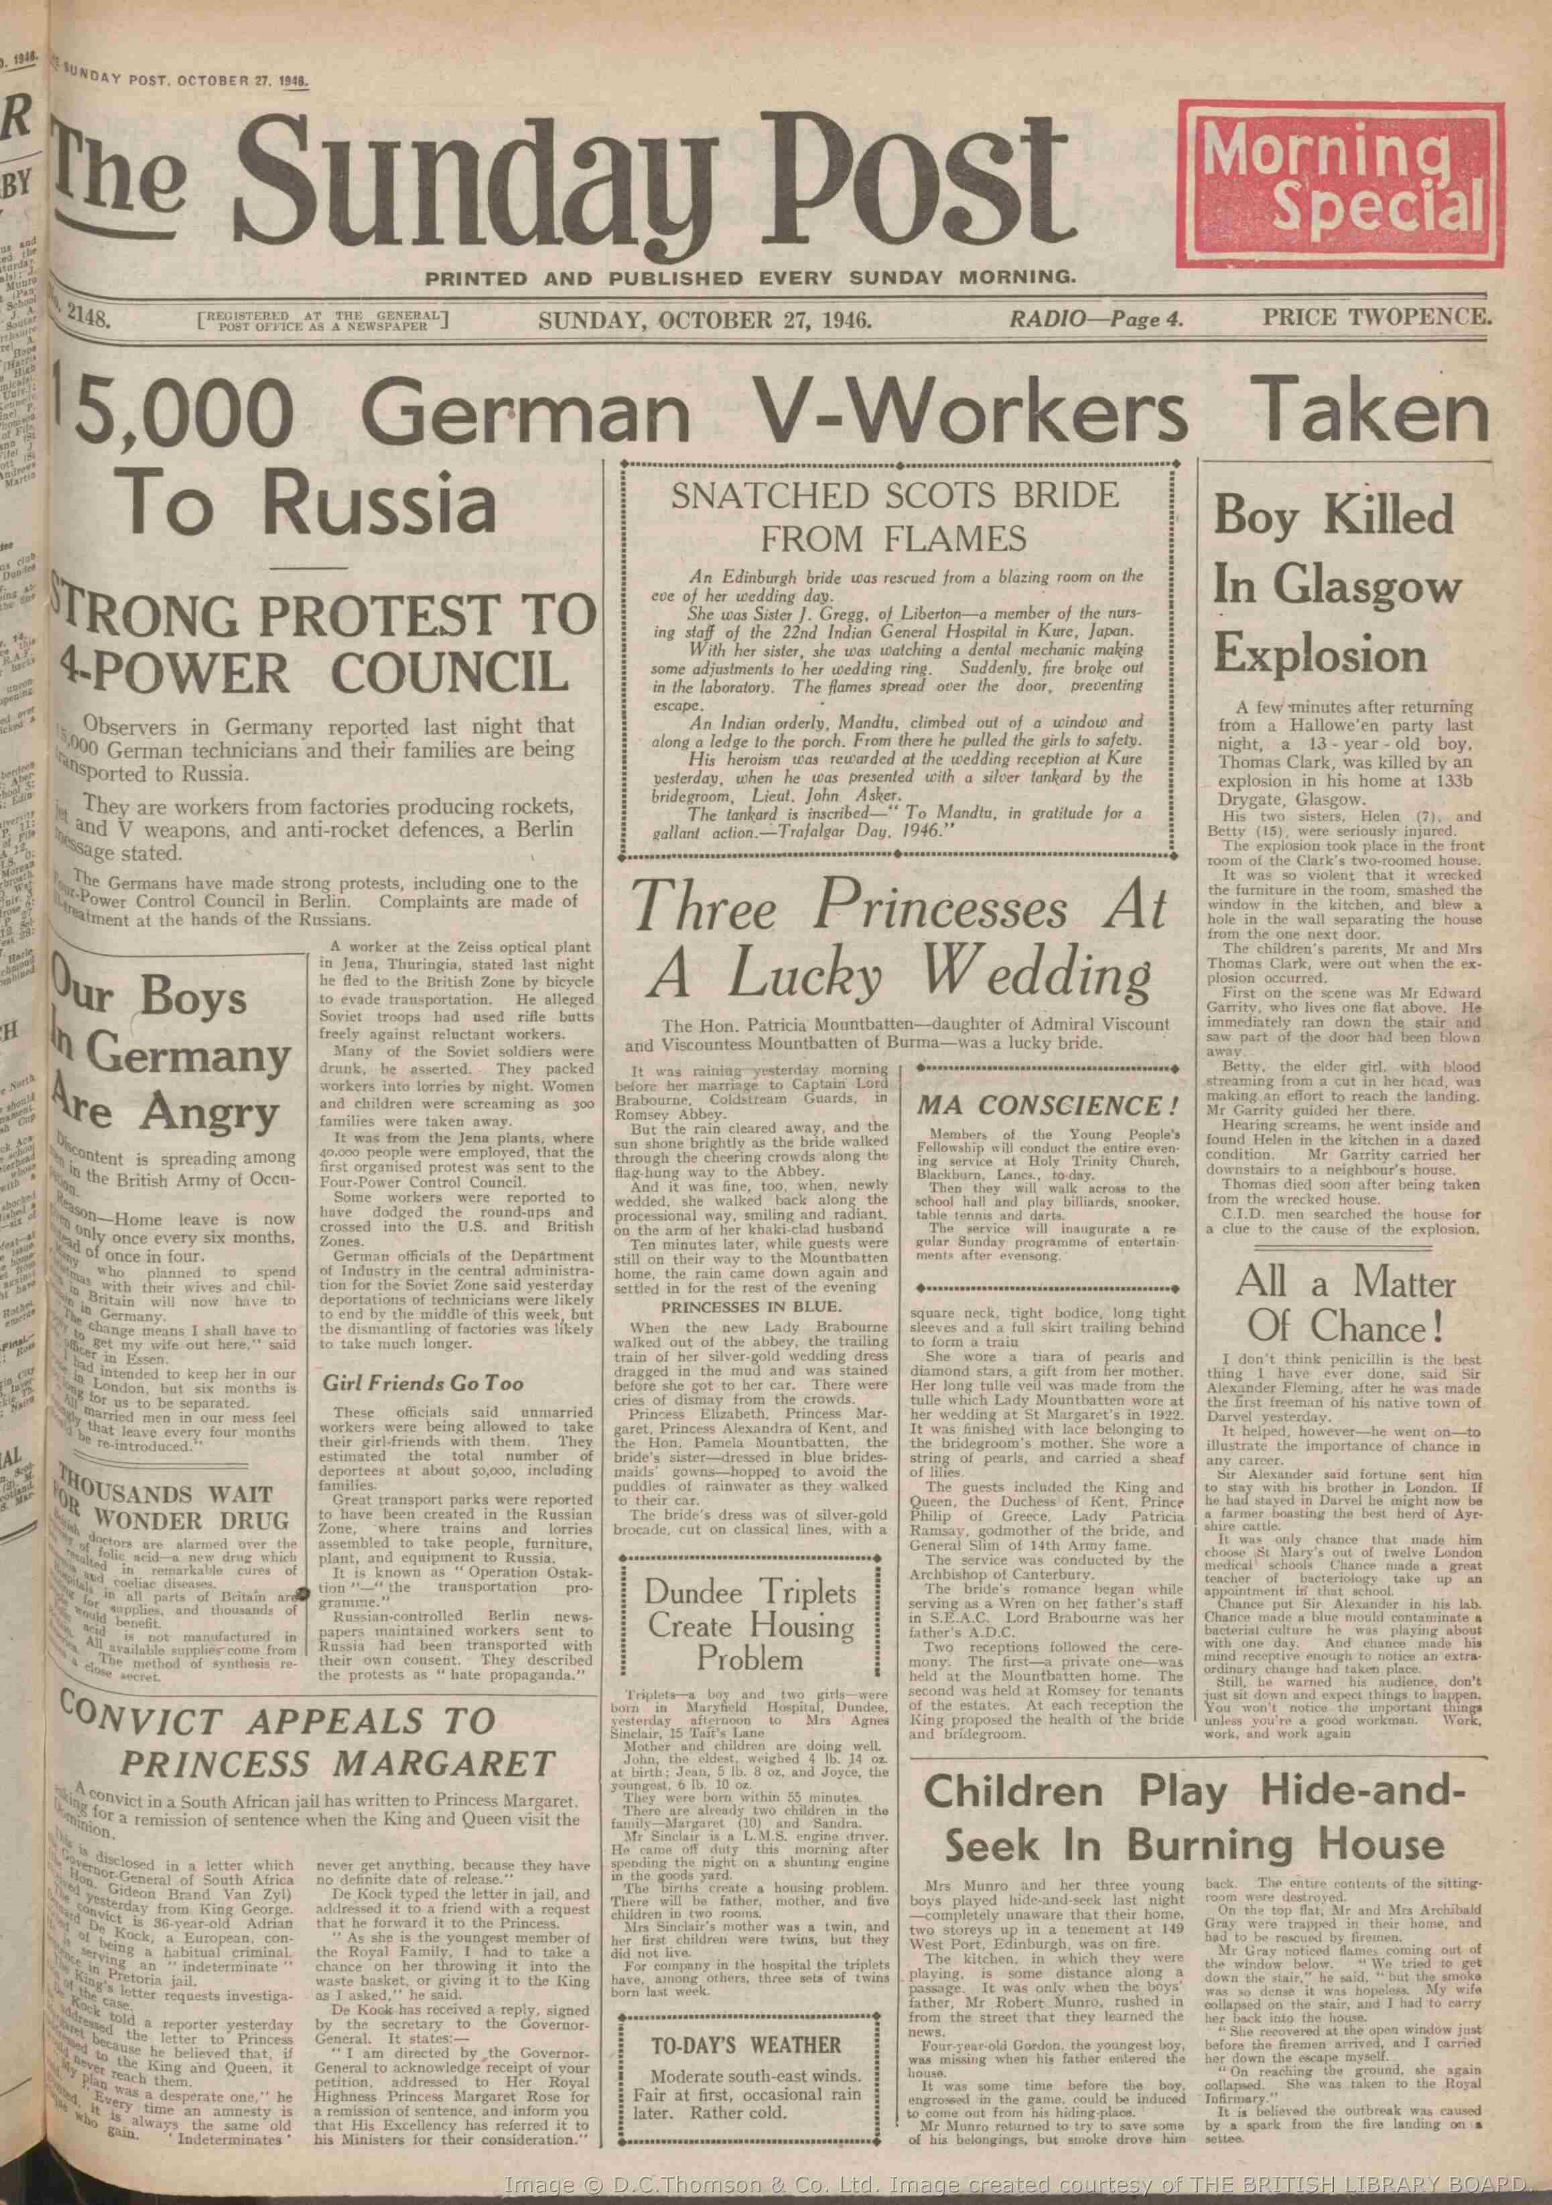 THE SUNDAY POST, OCTOBER 27, 1946.
The Sunday Post
Morning
Special
PRINTED AND PUBLISHED EVERY SUNDAY MORNING.
2148.
[REGISTERED AT THE GENERAL
POST OFFICE AS A NEWSPAPER]
SUNDAY, OCTOBER 27, 1946.
RADIO—Page 4.
PRICE TWOPENCE.
15,000 German V-Workers Taken
To Russia
STRONG PROTEST TO
4-POWER COUNCIL
Observers in Germany reported last night that
15,000 German technicians and their families are being
transported to Russia.
They are workers from factories producing rockets,
jet and V weapons, and anti-rocket defences, a Berlin
message stated.
The Germans have made strong protests, including one to the
Four-Power Control Council in Berlin. Complaints are made of
ill-treatment at the hands of the Russians.
A worker at the Zeiss optical plant
in Jena, Thuringia, stated last night
he fled to the British Zone by bicycle
to evade transportation. He alleged
Soviet troops had used rifle butts
freely against reluctant workers.
Many of the Soviet soldiers were
drunk, he asserted. They packed
workers into lorries by night. Women
and children were screaming as 300
families were taken away.
It was from the Jena plants, where
40,000 people were employed, that the
first organised protest was sent to the
Four-Power Control Council.
Some workers were reported to
have dodged the round-ups and
crossed into the U.S. and British
Zones.
German officials of the Department
of Industry in the central administra-
tion for the Soviet Zone said yesterday
deportations of technicians were likely
to end by the middle of this week, but
the dismantling of factories was likely
to take much longer.
Girl Friends Go Too
These officials said unmarried
workers were being allowed to take
their girl-friends with them. They
estimated the total number of
deportees at about 50,000, including
families.
Great transport parks were reported
to have been created in the Russian
Zone, where trains and lorries
assembled to take people, furniture,
plant, and equipment to Russia.
It is known as "Operation Ostak-
tion"—"the transportation pro-
gramme."
Russian-controlled Berlin news-
papers maintained workers sent to
Russia had been transported with
their own consent. They described
the protests as "hate propaganda."
Our Boys
In Germany
Are Angry
Discontent is spreading among
men in the British Army of Occu-
pation.
Reason—Home leave is now
given only once every six months,
instead of once in four.
Many who planned to spend
Christmas with their wives and chil-
dren in Britain will now have to
in Germany.
"The change means I shall have to
try to get my wife out here," said
officer in Essen.
"I had intended to keep her in our
in London, but six months is
too long for us to be separated.
"All married men in our mess feel
strongly that leave every four months
should be re-introduced."
THOUSANDS WAIT
FOR WONDER DRUG
British doctors are alarmed over the
of folic acid—a new drug which
resulted in remarkable cures of
and coeliac diseases.
Hospitals in all parts of Britain are
for supplies, and thousands of
would benefit.
acid is not manufactured in
All available supplies come from
America. The method of synthesis re-
a close secret.
CONVICT APPEALS TO
PRINCESS MARGARET
A convict in a South African jail has written to Princess Margaret,
asking for a remission of sentence when the King and Queen visit the
Dominion.
This is disclosed in a letter which
the Governor-General of South Africa
(the Hon. Gideon Brand Van Zyl)
received yesterday from King George.
The convict is 36-year-old Adrian
Edward De Kock, a European, con-
victed of being a habitual criminal.
serving an "indeterminate"
sentence in Pretoria jail.
The King's letter requests investiga-
tion of the case.
De Kock told a reporter yesterday
he addressed the letter to Princess
Margaret because he believed that, if
addressed to the King and Queen, it
would never reach them.
"My plan was a desperate one," he
"Every time an amnesty is
it is always the same old
who gain. 'Indeterminates'
never get anything, because they have
no definite date of release."
De Kock typed the letter in jail, and
addressed it to a friend with a request
that he forward it to the Princess.
"As she is the youngest member of
the Royal Family, I had to take a
chance on her throwing it into the
waste basket, or giving it to the King
as I asked," he said.
De Kock has received a reply, signed
by the secretary to the Governor-
General. It states:—
"I am directed by the Governor-
General to acknowledge receipt of your
petition, addressed to Her Royal
Highness Princess Margaret Rose for
a remission of sentence, and inform you
that His Excellency has referred it to
his Ministers for their consideration."
SNATCHED SCOTS BRIDE
FROM FLAMES
An Edinburgh bride was rescued from a blazing room on the
eve of her wedding day.
She was Sister J. Gregg, of Liberton—a member of the nurs-
ing staff of the 22nd Indian General Hospital in Kure, Japan.
With her sister, she was watching a dental mechanic making
some adjustments to her wedding ring. Suddenly, fire broke out
in the laboratory. The flames spread over the door, preventing
escape.
An Indian orderly, Mandtu, climbed out of a window and
along a ledge to the porch. From there he pulled the girls to safety.
His heroism was rewarded at the wedding reception at Kure
yesterday, when he was presented with a silver tankard by the
bridegroom, Lieut. John Asker.
The tankard is inscribed—"To Mandtu, in gratitude for a
gallant action.—Trafalgar Day, 1946."
Three Princesses At
A Lucky Wedding
The Hon. Patricia Mountbatten—daughter of Admiral Viscount
and Viscountess Mountbatten of Burma—was a lucky bride.
It was raining yesterday morning
before her marriage to Captain Lord
Brabourne, Coldstream Guards, in
Romsey Abbey.
But the rain cleared away, and the
sun shone brightly as the bride walked
through the cheering crowds along the
flag-hung way to the Abbey.
And it was fine, too, when, newly
wedded, she walked back along the
processional way, smiling and radiant,
on the arm of her khaki-clad husband
Ten minutes later, while guests were
still on their way to the Mountbatten
home, the rain came down again and
settled in for the rest of the evening
PRINCESSES IN BLUE.
When the new Lady Brabourne
walked out of the abbey, the trailing
train of her silver-gold wedding dress
dragged in the mud and was stained
before she got to her car. There were
cries of dismay from the crowds.
Princess Elizabeth, Princess Mar-
garet, Princess Alexandra of Kent, and
the Hon. Pamela Mountbatten, the
bride's sister—dressed in blue brides-
maids' gowns—hopped to avoid the
puddles of rainwater as they walked
to their car.
The bride's dress was of silver-gold
brocade, cut on classical lines, with a
MA CONSCIENCE!
Members of the Young People's
Fellowship will conduct the entire even-
ing service at Holy Trinity Church,
Blackburn, Lancs., to-day.
Then they will walk across to the
school hall and play billiards, snooker,
table tennis and darts.
The service will inaugurate a re
gular Sunday programme of entertain-
ments after evensong.
square neck, tight bodice, long tight
sleeves and a full skirt trailing behind
to form a train
She wore a tiara of pearls and
diamond stars, a gift from her mother.
Her long tulle veil was made from the
tulle which Lady Mountbatten wore at
her wedding at St Margaret's in 1922.
It was finished with lace belonging to
the bridegroom's mother. She wore a
string of pearls, and carried a sheaf
of lilies.
The guests included the King and
Queen, the Duchess of Kent, Prince
Philip of Greece, Lady Patricia
Ramsay, godmother of the bride, and
General Slim of 14th Army fame.
The service was conducted by the
Archbishop of Canterbury.
The bride's romance began while
serving as a Wren on her father's staff
in S.E.A.C. Lord Brabourne was her
father's A.D.C.
Two receptions followed the cere-
mony. The first—a private one—was
held at the Mountbatten home. The
second was held at Romsey for tenants
of the estates. At each reception the
King proposed the health of the bride
and bridegroom.
Dundee Triplets
Create Housing
Problem
Triplets—a boy and two girls—were
born in Maryfield Hospital, Dundee,
yesterday afternoon to Mrs Agnes
Sinclair, 15 Tait's Lane
Mother and children are doing well.
John, the eldest, weighed 4 lb. 14 oz.
at birth; Jean, 5 lb. 8 oz, and Joyce, the
youngest, 6 lb. 10 oz.
They were born within 55 minutes.
There are already two children in the
family—Margaret (10) and Sandra.
Mr Sinclair is a L.M.S. engine driver.
He came off duty this morning after
spending the night on a shunting engine
in the goods yard.
The births create a housing problem.
There will be father, mother, and five
children in two rooms.
Mrs Sinclair's mother was a twin, and
her first children were twins, but they
did not live.
For company in the hospital the triplets
have, among others, three sets of twins
born last week.
TO-DAY'S WEATHER
Moderate south-east winds.
Fair at first, occasional rain
later. Rather cold.
Boy Killed
In Glasgow
Explosion
A few minutes after returning
from a Hallowe'en party last
night, a 13-year-old boy,
Thomas Clark, was killed by an
explosion in his home at 133b
Drygate, Glasgow.
His two sisters, Helen (7), and
Betty (15), were seriously injured.
The explosion took place in the front
room of the Clark's two-roomed house.
It was so violent that it wrecked
the furniture in the room, smashed the
window in the kitchen, and blew a
hole in the wall separating the house
from the one next door.
The children's parents, Mr and Mrs
Thomas Clark, were out when the ex-
plosion occurred.
First on the scene was Mr Edward
Garrity, who lives one flat above. He
immediately ran down the stair and
saw part of the door had been blown
away.
Betty, the elder girl, with blood
streaming from a cut in her head, was
making an effort to reach the landing.
Mr Garrity guided her there.
Hearing screams, he went inside and
found Helen in the kitchen in a dazed
condition. Mr Garrity carried her
downstairs to a neighbour's house.
Thomas died soon after being taken
from the wrecked house.
C.I.D. men searched the house for
a clue to the cause of the explosion.
All a Matter
Of Chance!
I don't think penicillin is the best
thing I have ever done, said Sir
Alexander Fleming, after he was made
the first freeman of his native town of
Darvel yesterday.
It helped, however—he went on—to
illustrate the importance of chance in
any career.
Sir Alexander said fortune sent him
to stay with his brother in London. If
he had stayed in Darvel he might now be
a farmer boasting the best herd of Ayr-
shire cattle.
It was only chance that made him
choose St Mary's out of twelve London
medical schools Chance made a great
teacher of bacteriology take up an
appointment in that school.
Chance put Sir Alexander in his lab.
Chance made a blue mould contaminate a
bacterial culture he was playing about
with one day. And chance made his
mind receptive enough to notice an extra-
ordinary change had taken place.
Still, he warned his audience, don't
just sit down and expect things to happen.
You won't notice the important things
unless you're a good workman. Work,
work, and work again
Children Play Hide-and-
Seek In Burning House
Mrs Munro and her three young
boys played hide-and-seek last night
—completely unaware that their home,
two storeys up in a tenement at 149
West Port, Edinburgh, was on fire.
The kitchen, in which they were
playing, is some distance along a
passage. It was only when the boys'
father, Mr Robert Munro, rushed in
from the street that they learned the
news.
Four-year-old Gordon, the youngest boy,
was missing when his father entered the
house.
It was some time before the boy,
engrossed in the game, could be induced
to come out from his hiding-place.
Mr Munro returned to try to save some
of his belongings, but smoke drove him
back. The entire contents of the sitting-
room were destroyed.
On the top flat, Mr and Mrs Archibald
Gray were trapped in their home, and
had to be rescued by firemen.
Mr Gray noticed flames coming out of
the window below. "We tried to get
down the stair," he said, "but the smoke
was so dense it was hopeless. My wife
collapsed on the stair, and I had to carry
her back into the house.
"She recovered at the open window just
before the firemen arrived, and I carried
her down the escape myself.
"On reaching the ground, she again
collapsed. She was taken to the Royal
Infirmary."
It is believed the outbreak was caused
by a spark from the fire landing on a
settee.
Image © D.C.Thomson & Co. Ltd. Image created courtesy of THE BRITISH LIBRARY BOARD.